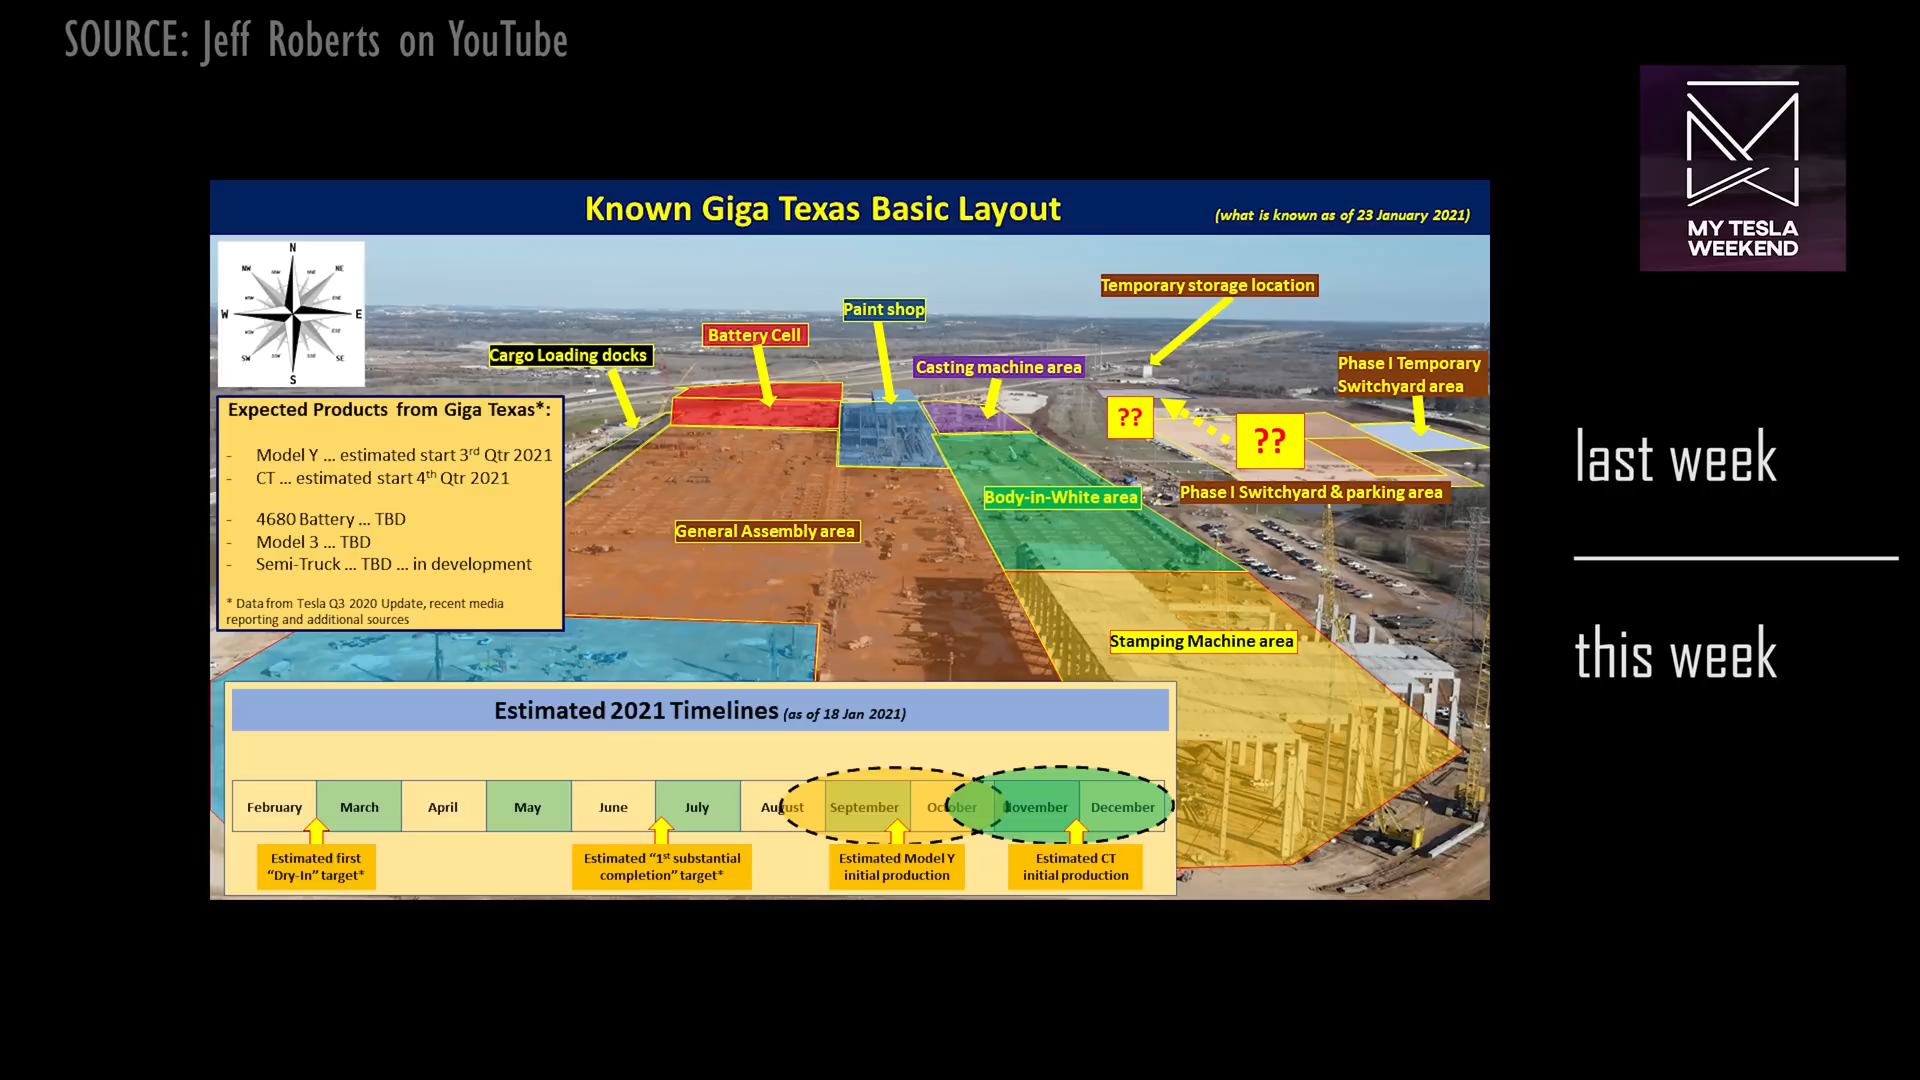 SOURCE: Jeff Roberts on YouTube
MY TESLA
WEEKEND
Known Giga Texas Basic Layout
(what is known as of 23 January 2021)
N
NW
NE
W
E
SW
SE
S
Temporary storage location
Paint shop
Battery Cell
Cargo Loading docks
Casting machine area
Phase I Temporary
Switchyard area
Expected Products from Giga Texas*:
- Model Y ... estimated start 3rd Qtr 2021
- CT ... estimated start 4th Qtr 2021
- 4680 Battery ... TBD
- Model 3 ... TBD
- Semi-Truck ... TBD ... in development
* Data from Tesla Q3 2020 Update, recent media
reporting and additional sources
??
??
Phase I Switchyard & parking area
Body-in-White area
General Assembly area
Stamping Machine area
last week
this week
Estimated 2021 Timelines (as of 18 Jan 2021)
February March April May June July August September October November December
Estimated first
"Dry-In" target*
Estimated "1st substantial
completion" target*
Estimated Model Y
initial production
Estimated CT
initial production